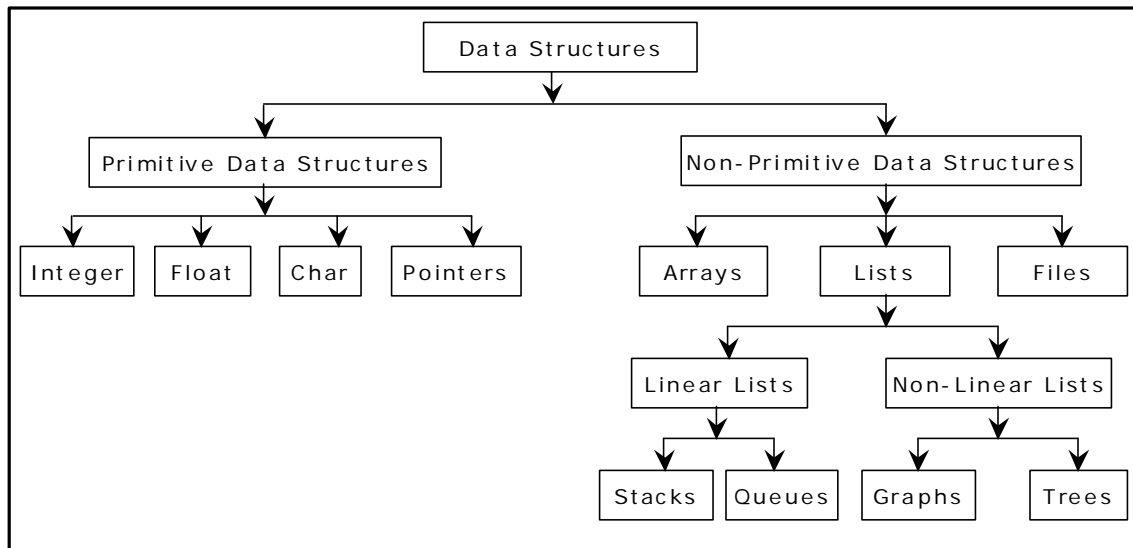 Data Structures
Primitive Data Structures
Non-Primitive Data Structures
Integer
Float
Char
Pointers
Arrays
Lists
Files
Linear Lists
Non-Linear Lists
Stacks
Queues
Graphs
Trees